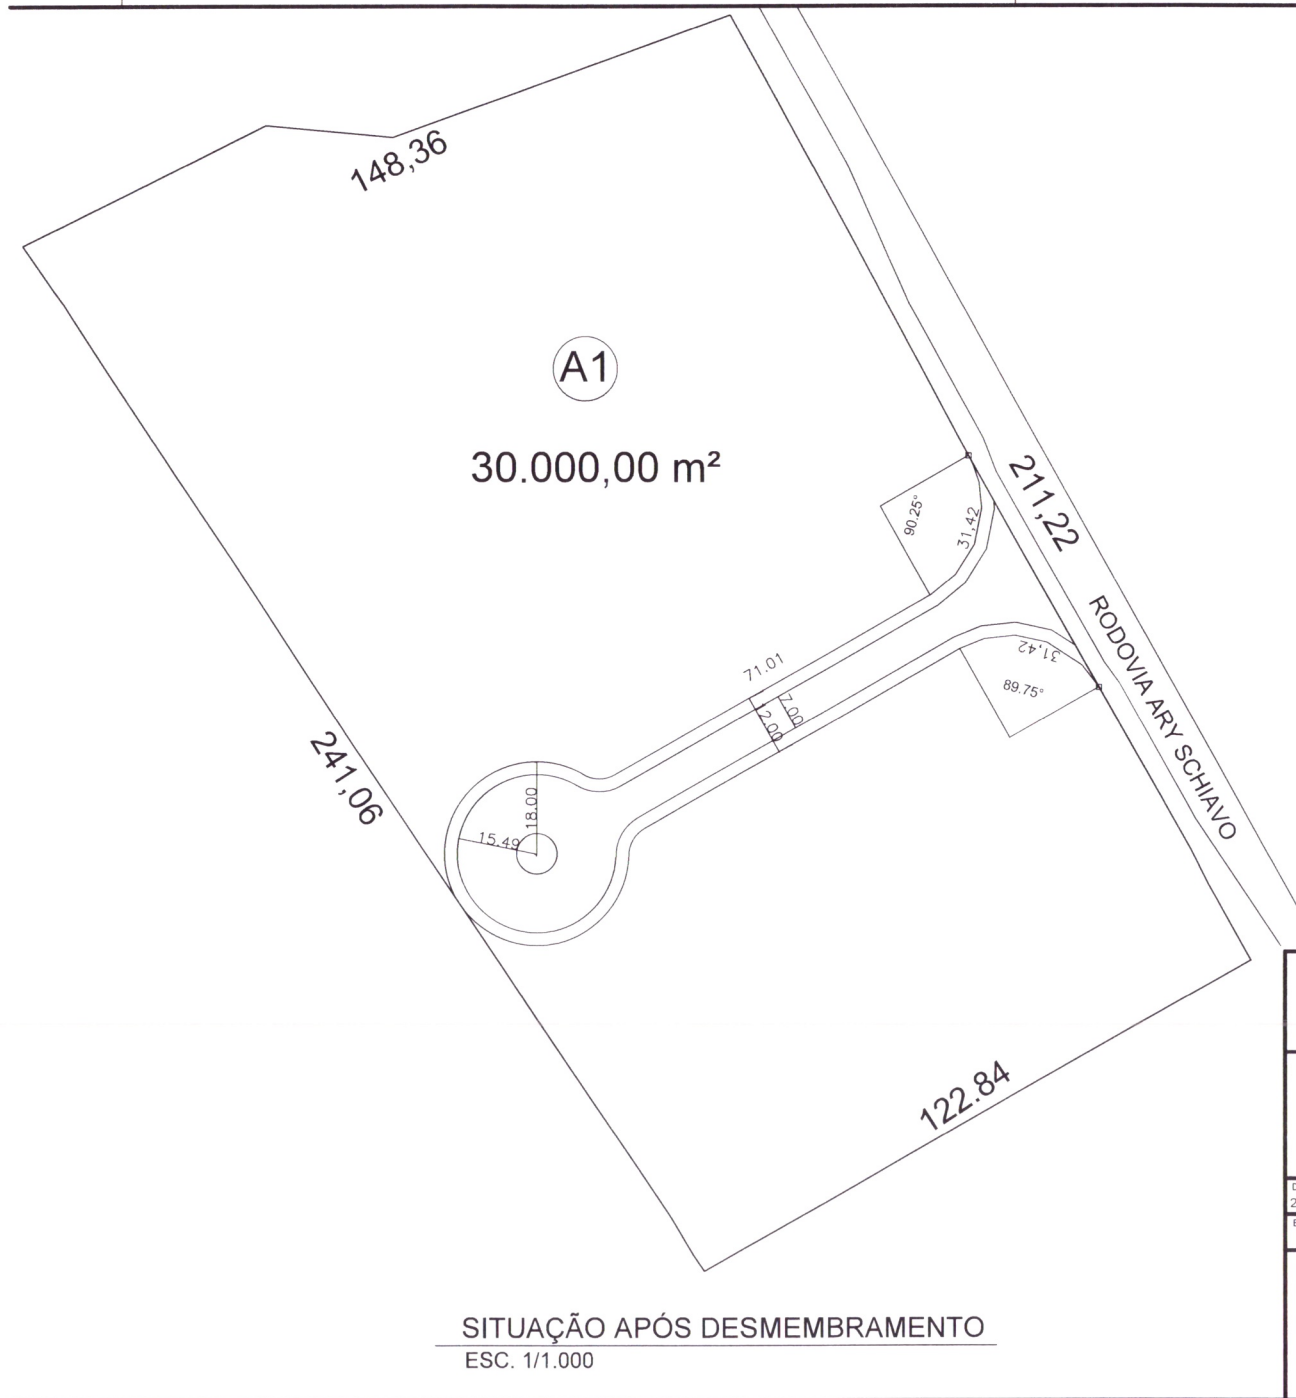 148,36
A1
30.000,00 m²
211,22
90.25°
31,42
RODOVIA ARY SCHIAVO
31,42
71.01
89.75°
7.00
12.00
241,06
18.00
15.49
122.84
SITUAÇÃO APÓS DESMEMBRAMENTO
ESC. 1/1.000